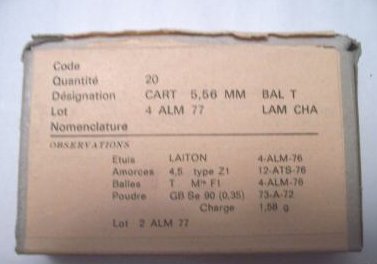 Code
Quantité 20
Désignation CART 5,56 MM BAL T
Lot 4 ALM 77 LAM CHA
Nomenclature
OBSERVATIONS
Etuis LAITON 4-ALM-76
Amorces 4,5 type Z1 12-ATS-76
Balles T Mle F1 4-ALM-76
Poudre GB Se 90 (0,35) 73-A-72
Charge 1,58 g
Lot 2 ALM 77